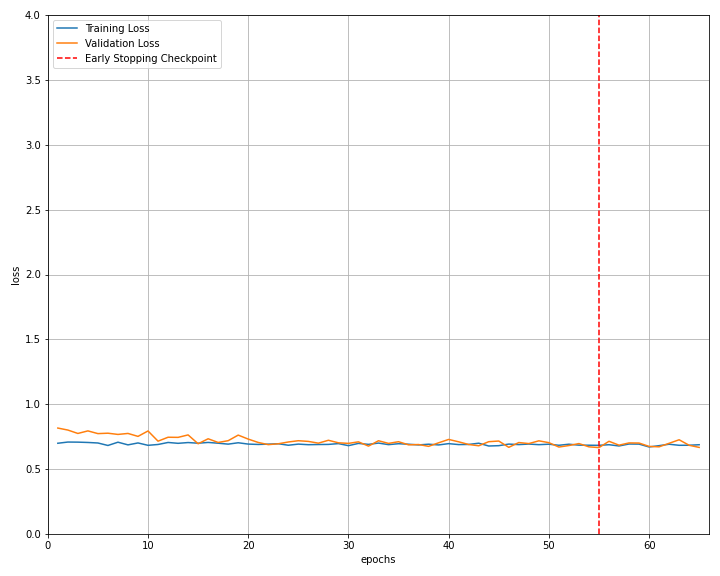 4.0
3.5
3.0
2.5
2.0
1.5
1.0
0.5
0.0
loss
Training Loss
Validation Loss
Early Stopping Checkpoint
0 10 20 30 40 50 60
epochs